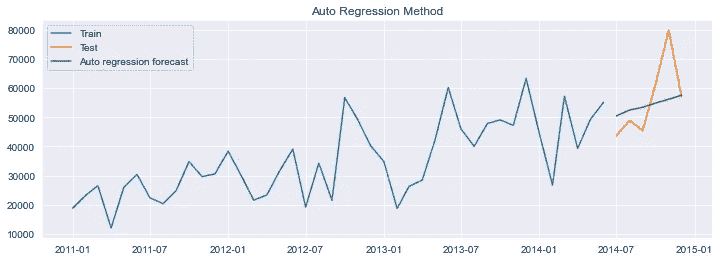 Auto Regression Method
Train
Test
Auto regression forecast
80000
70000
60000
50000
40000
30000
20000
10000
2011-01 2011-07 2012-01 2012-07 2013-01 2013-07 2014-01 2014-07 2015-01